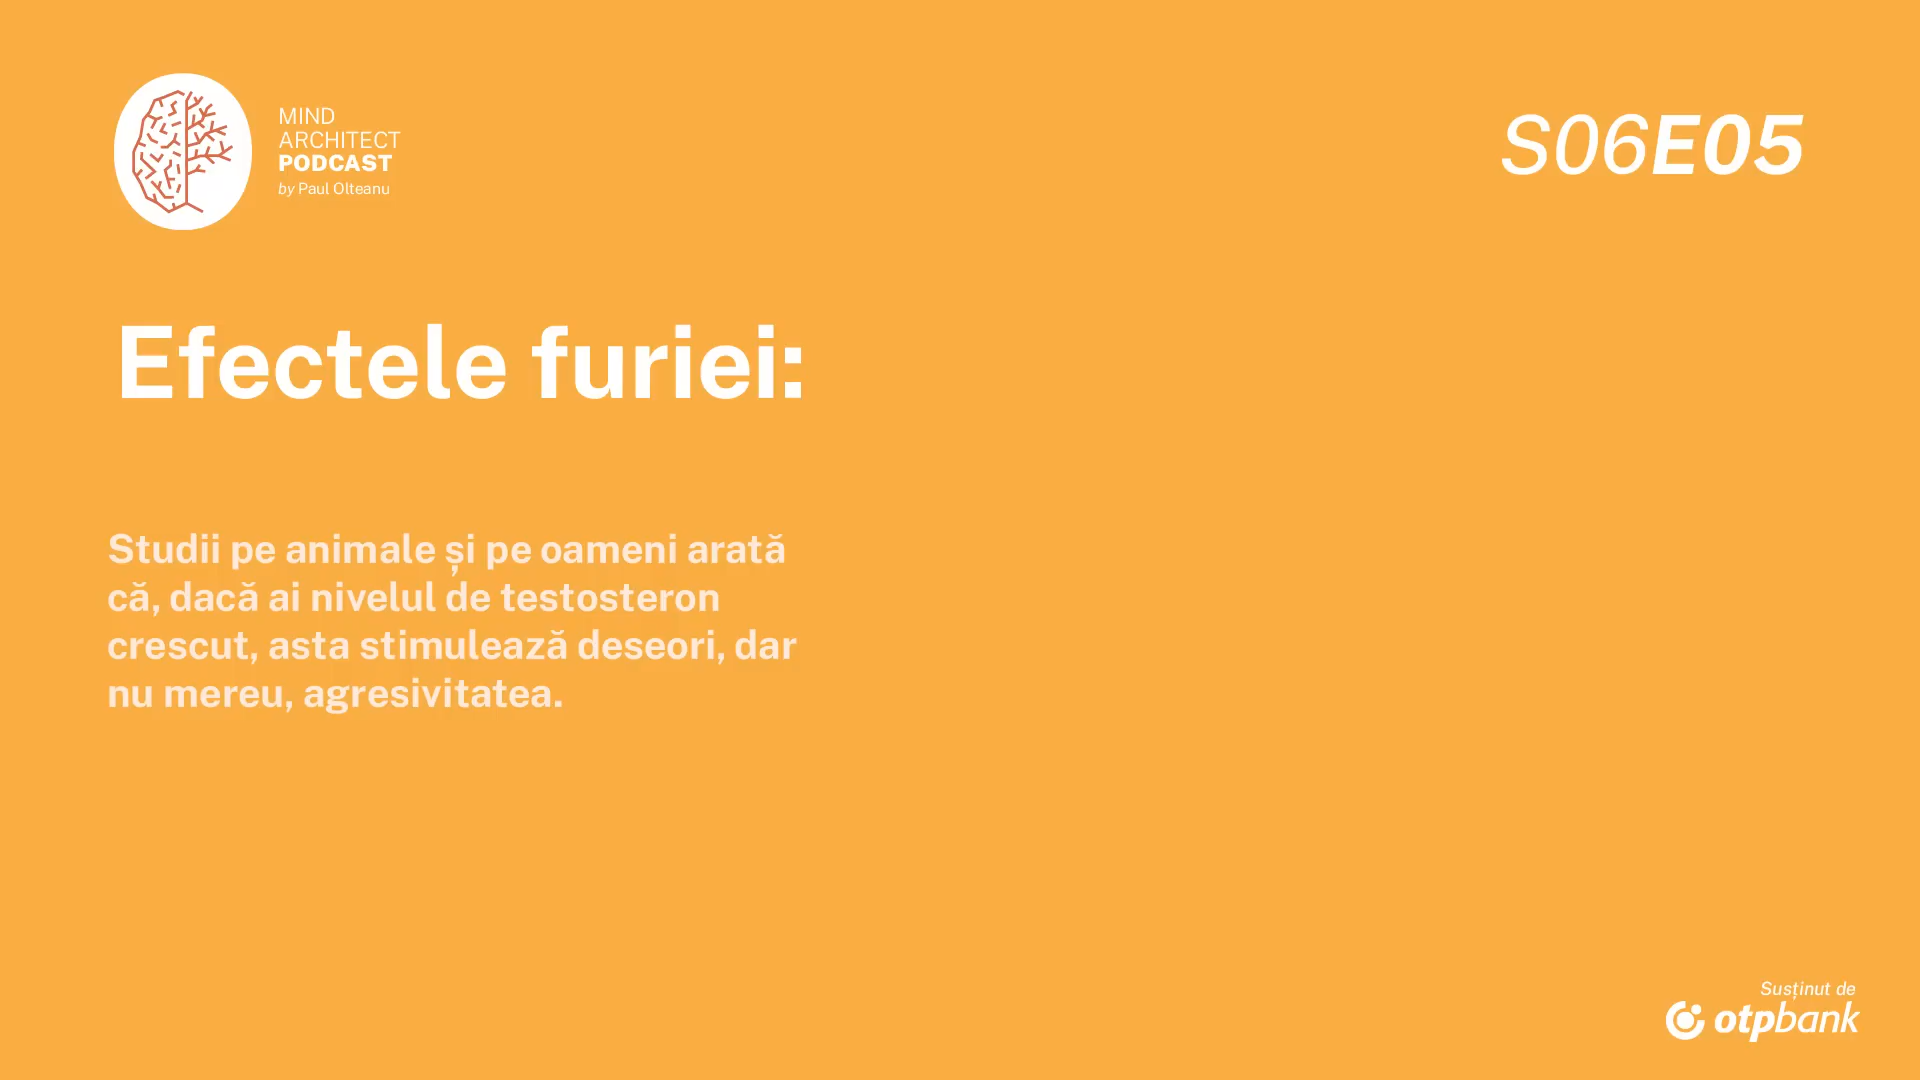 MIND
ARCHITECT
PODCAST
by Paul Olteanu
S06E05
Efectele furiei:
Studii pe animale și pe oameni arată
că, dacă ai nivelul de testosteron
crescut, asta stimulează deseori, dar
nu mereu, agresivitatea.
Susținut de
otpbank